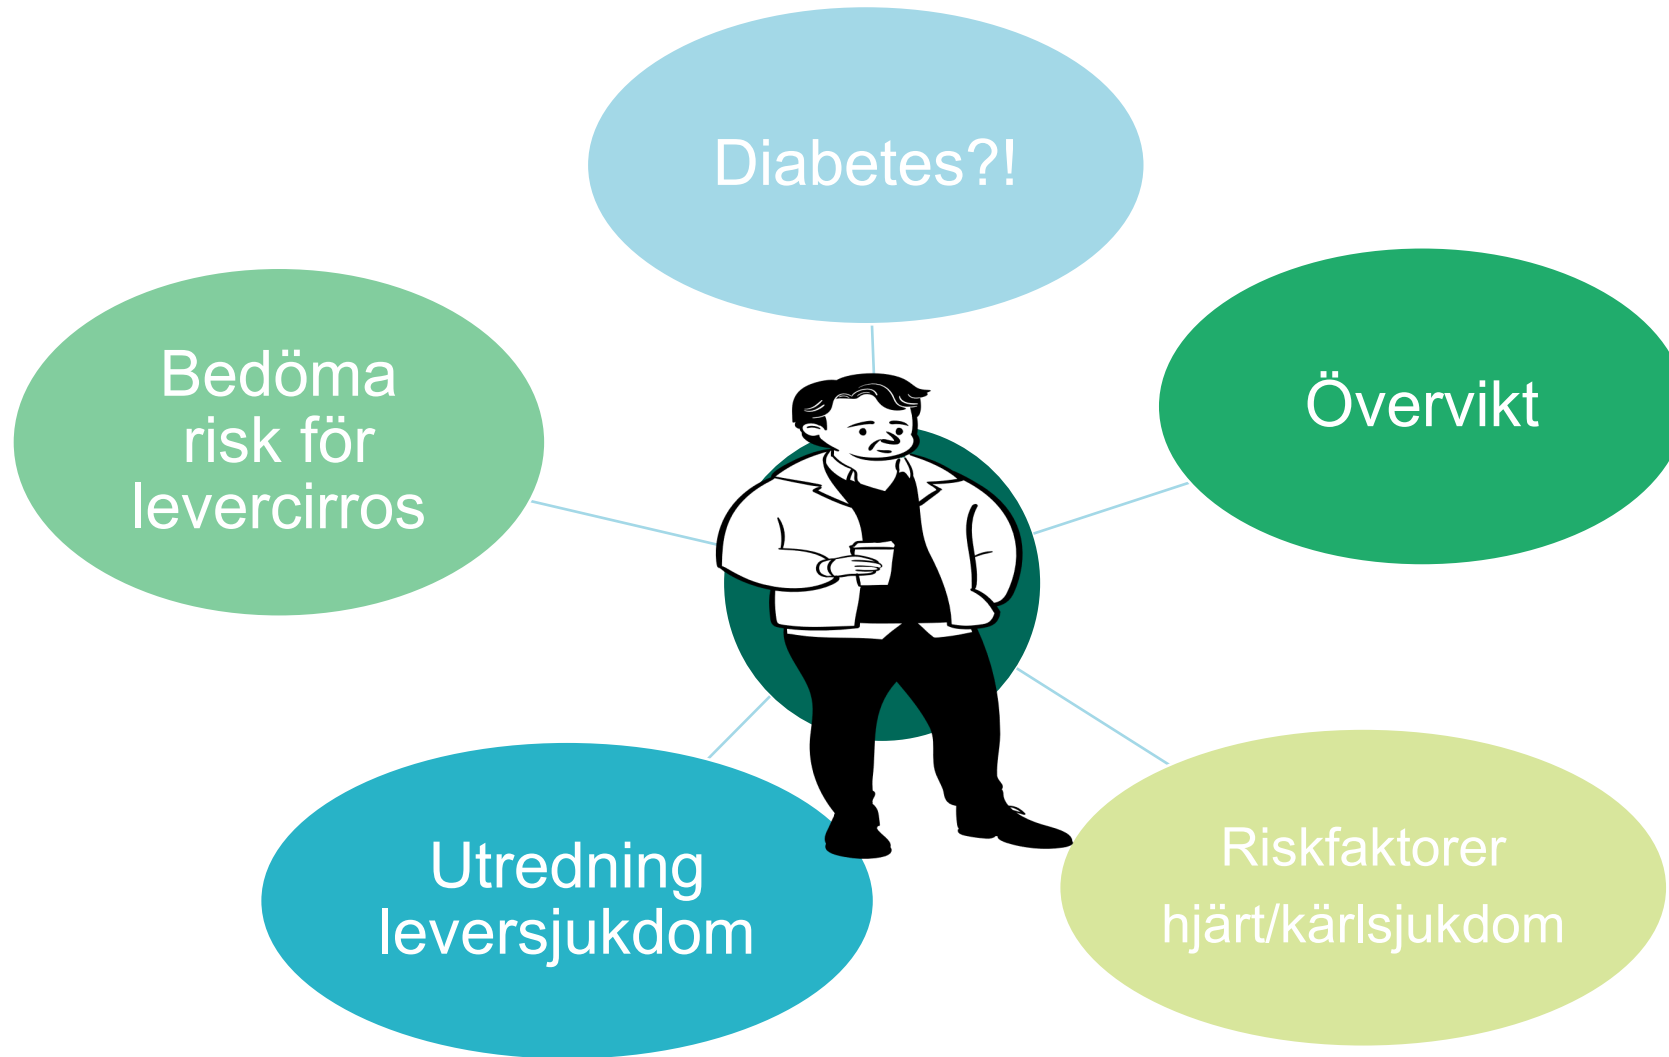 Diabetes?!
Övervikt
Bedöma
risk för
levercirros
Utredning
leversjukdom
Riskfaktorer
hjärt/kärlsjukdom